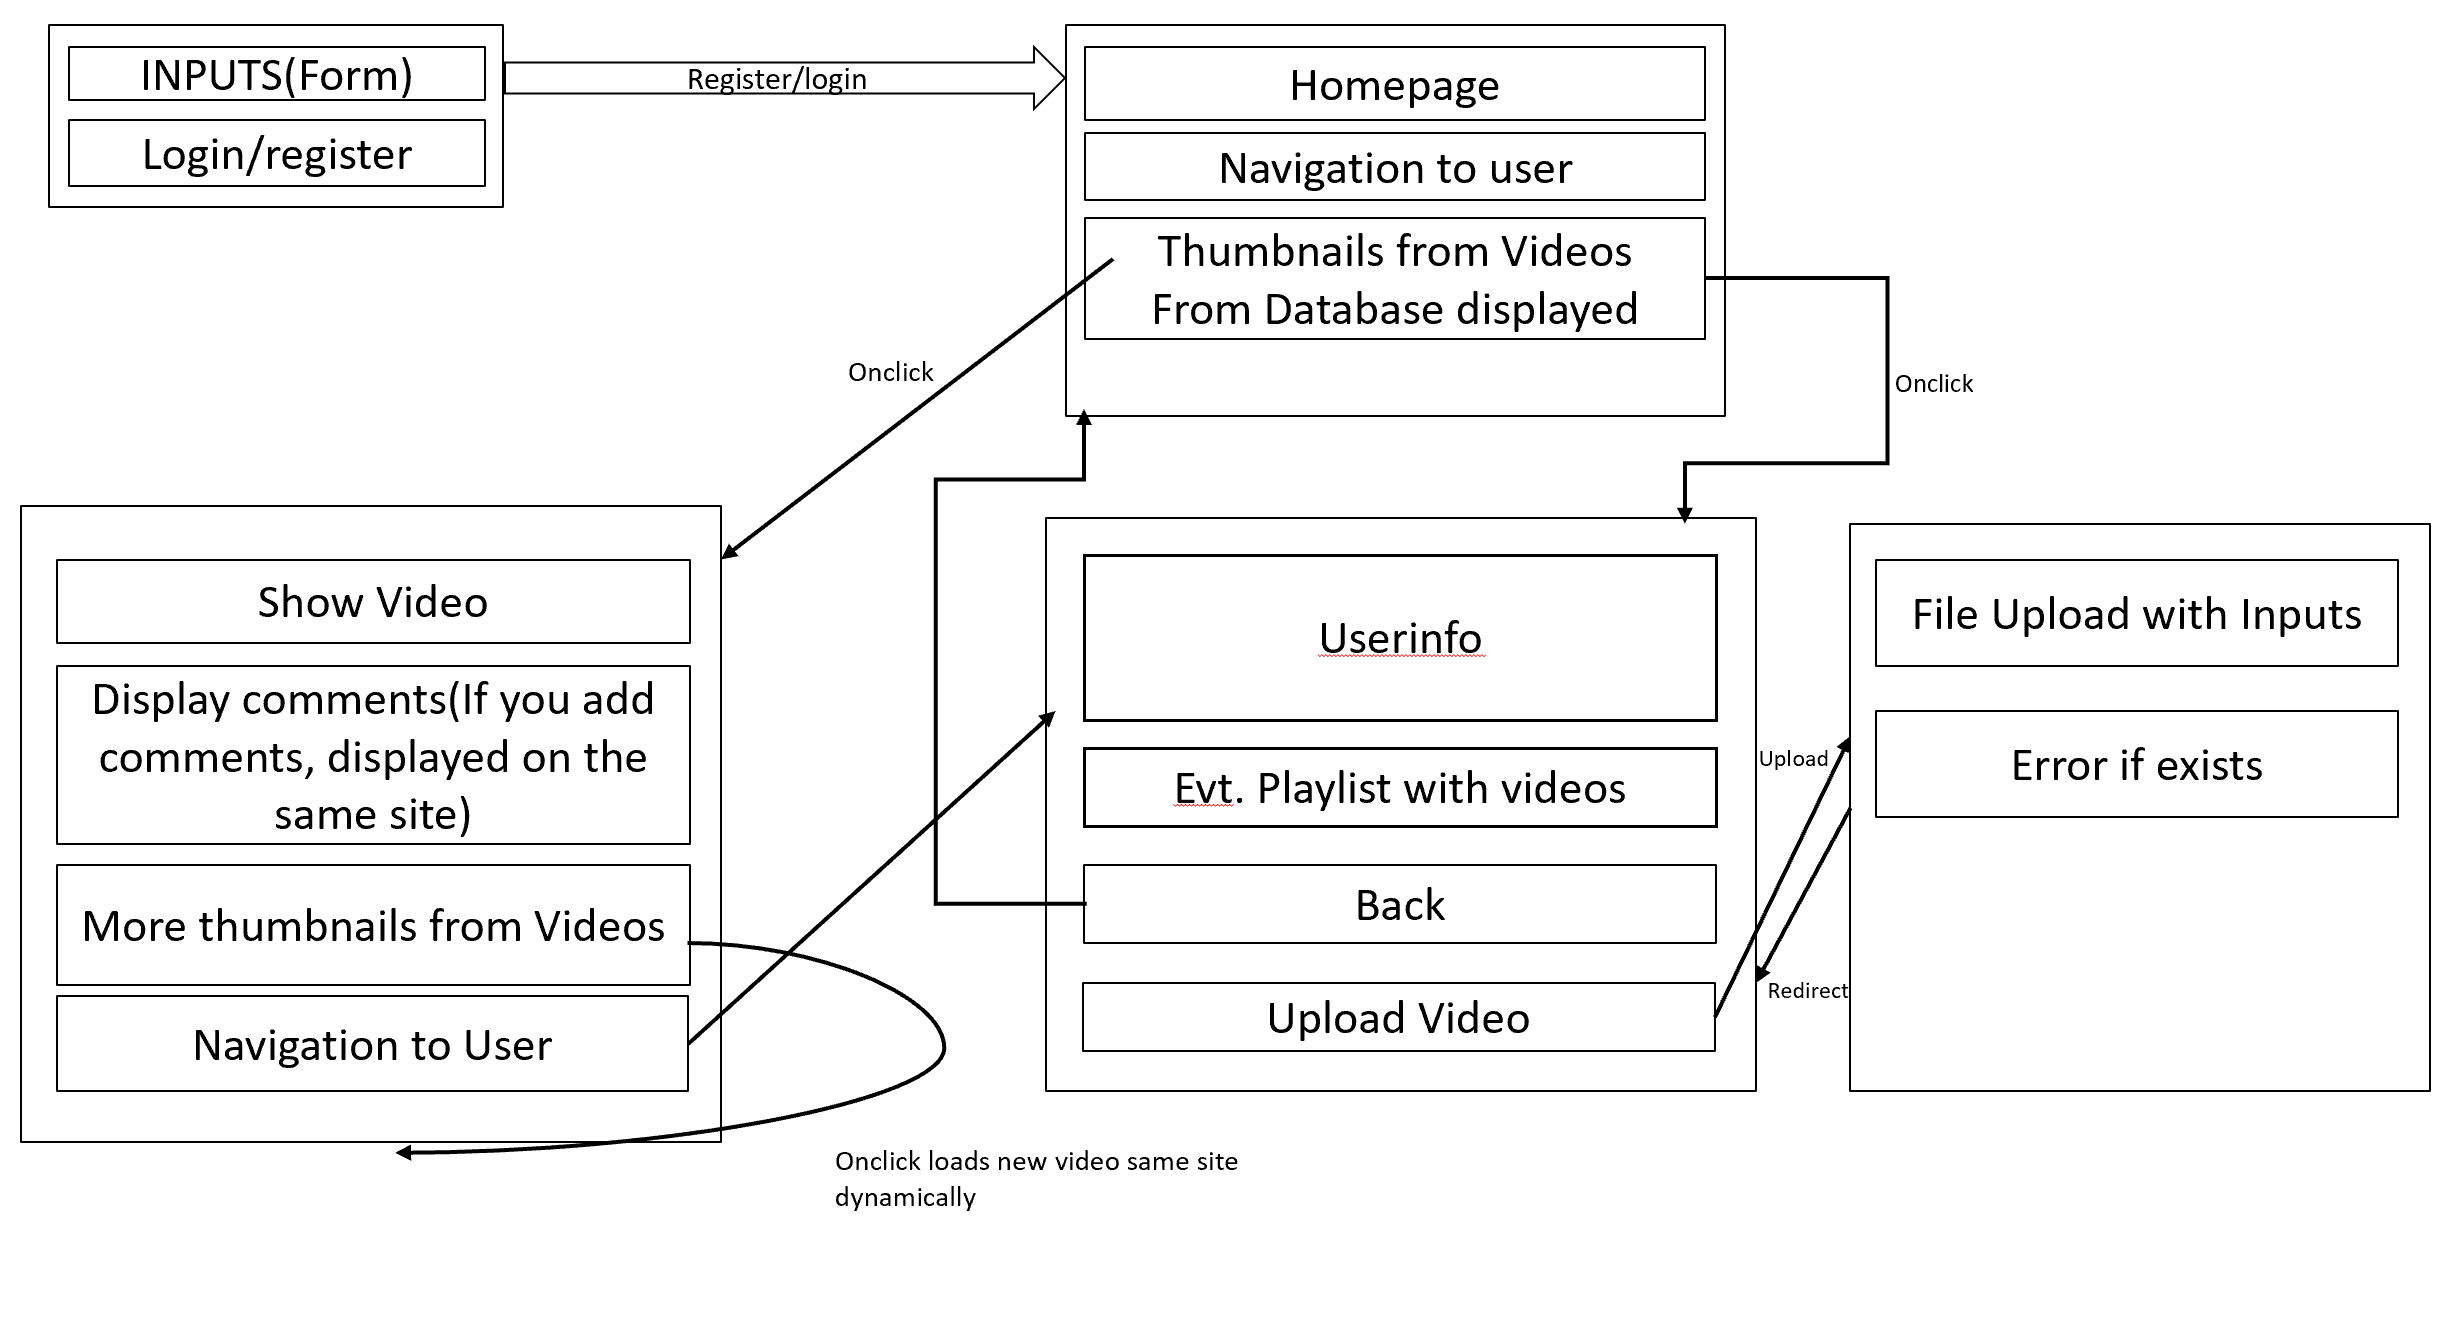 INPUTS(Form)
Login/register
Register/login
Homepage
Navigation to user
Thumbnails from Videos
From Database displayed
Onclick
Onclick
Show Video
Display comments(If you add
comments, displayed on the
same site)
More thumbnails from Videos
Navigation to User
Onclick loads new video same site
dynamically
Userinfo
Evt. Playlist with videos
Back
Upload Video
Upload
Redirect
File Upload with Inputs
Error if exists